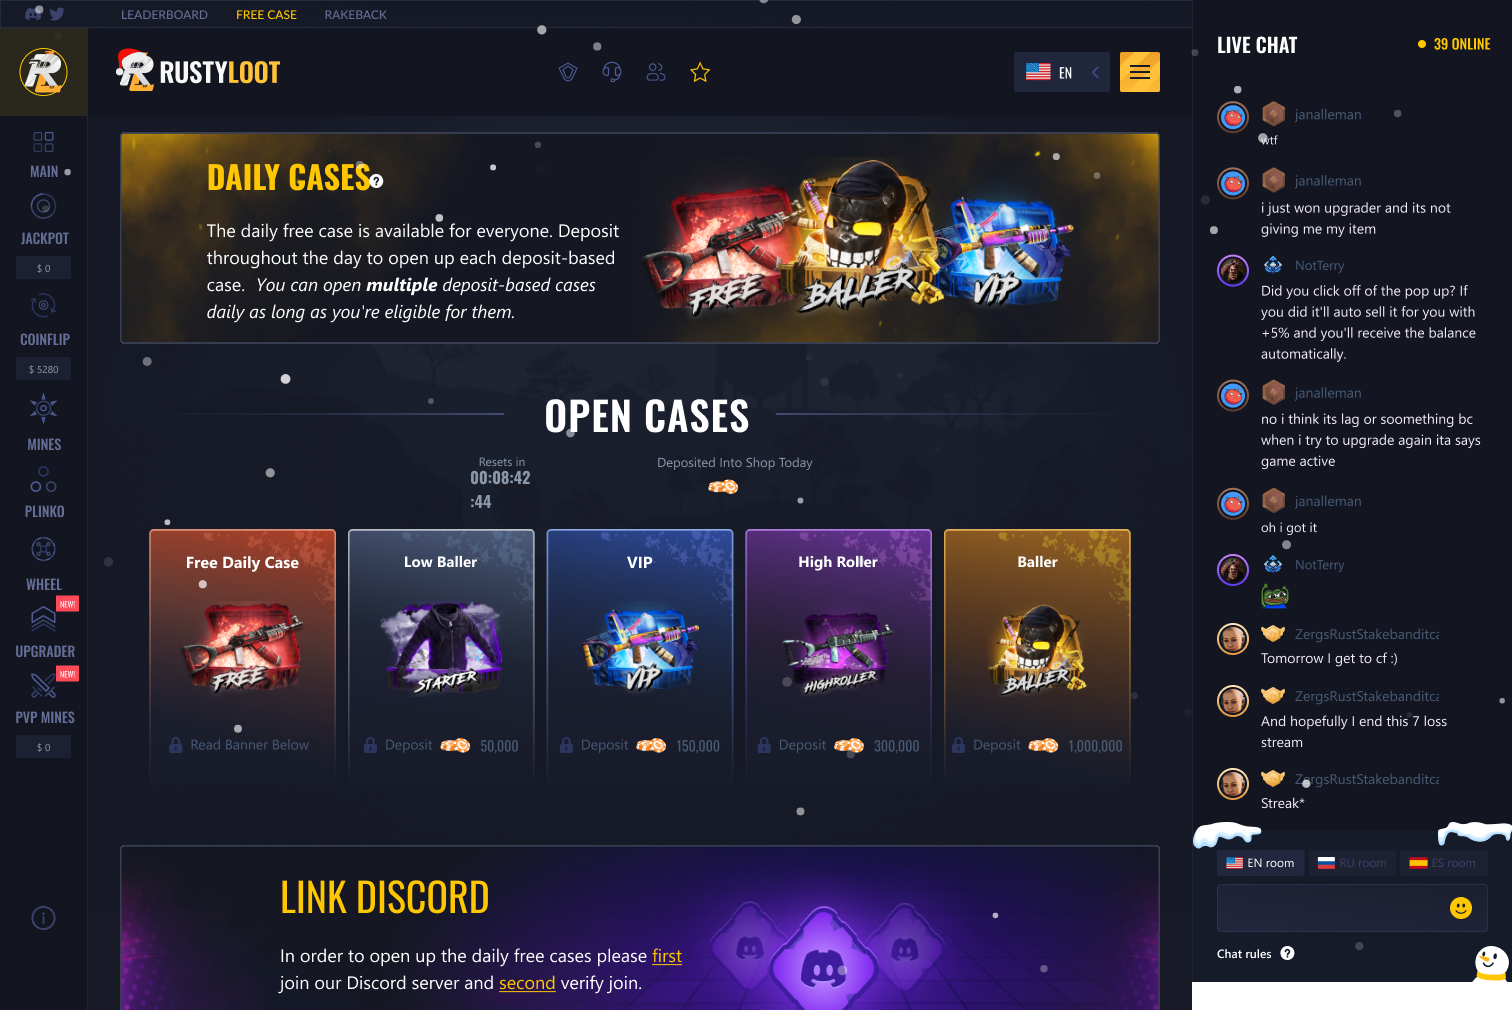 LEADERBOARD
FREE CASE
RAKEBACK
RUSTYLOOT
EN
MAIN
JACKPOT
$ 0
COINFLIP
$ 5280
MINES
PLINKO
WHEEL
NEW!
UPGRADER
NEW!
PVP MINES
$ 0
DAILY CASES
?
The daily free case is available for everyone. Deposit
throughout the day to open up each deposit-based
case. You can open multiple deposit-based cases
daily as long as you're eligible for them.
FREE
BALLER
VIP
OPEN CASES
Resets in
00:08:42
:44
Deposited Into Shop Today
Free Daily Case
FREE
Read Banner Below
Low Baller
STARTER
Deposit 50,000
VIP
VIP
Deposit 150,000
High Roller
HIGHROLLER
Deposit 300,000
Baller
BALLER
Deposit 1,000,000
LINK DISCORD
In order to open up the daily free cases please first
join our Discord server and second verify join.
LIVE CHAT
39 ONLINE
janalleman
wtf
janalleman
i just won upgrader and its not
giving me my item
NotTerry
Did you click off of the pop up? If
you did it'll auto sell it for you with
+5% and you'll receive the balance
automatically.
janalleman
no i think its lag or soomething bc
when i try to upgrade again ita says
game active
janalleman
oh i got it
NotTerry
ZergsRustStakebanditca
Tomorrow I get to cf :)
ZergsRustStakebanditca
And hopefully I end this 7 loss
stream
ZergsRustStakebanditca
Streak*
EN room
RU room
ES room
Chat rules ?